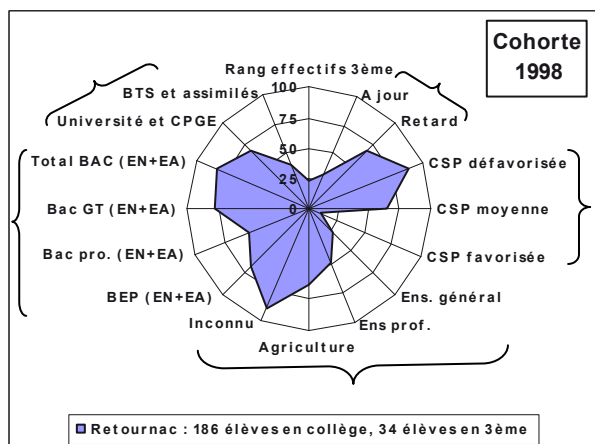 Cohorte
1998
Rang effectifs 3ème
100
A jour
BTS et assimilés
Retard
Université et CPGE
75
50
Total BAC (EN+EA)
CSP défavorisée
25
Bac GT (EN+EA)
0
CSP moyenne
Bac pro. (EN+EA)
CSP favorisée
BEP (EN+EA)
Ens. général
Inconnu
Ens prof.
Agriculture
Retournac : 186 élèves en collège, 34 élèves en 3ème